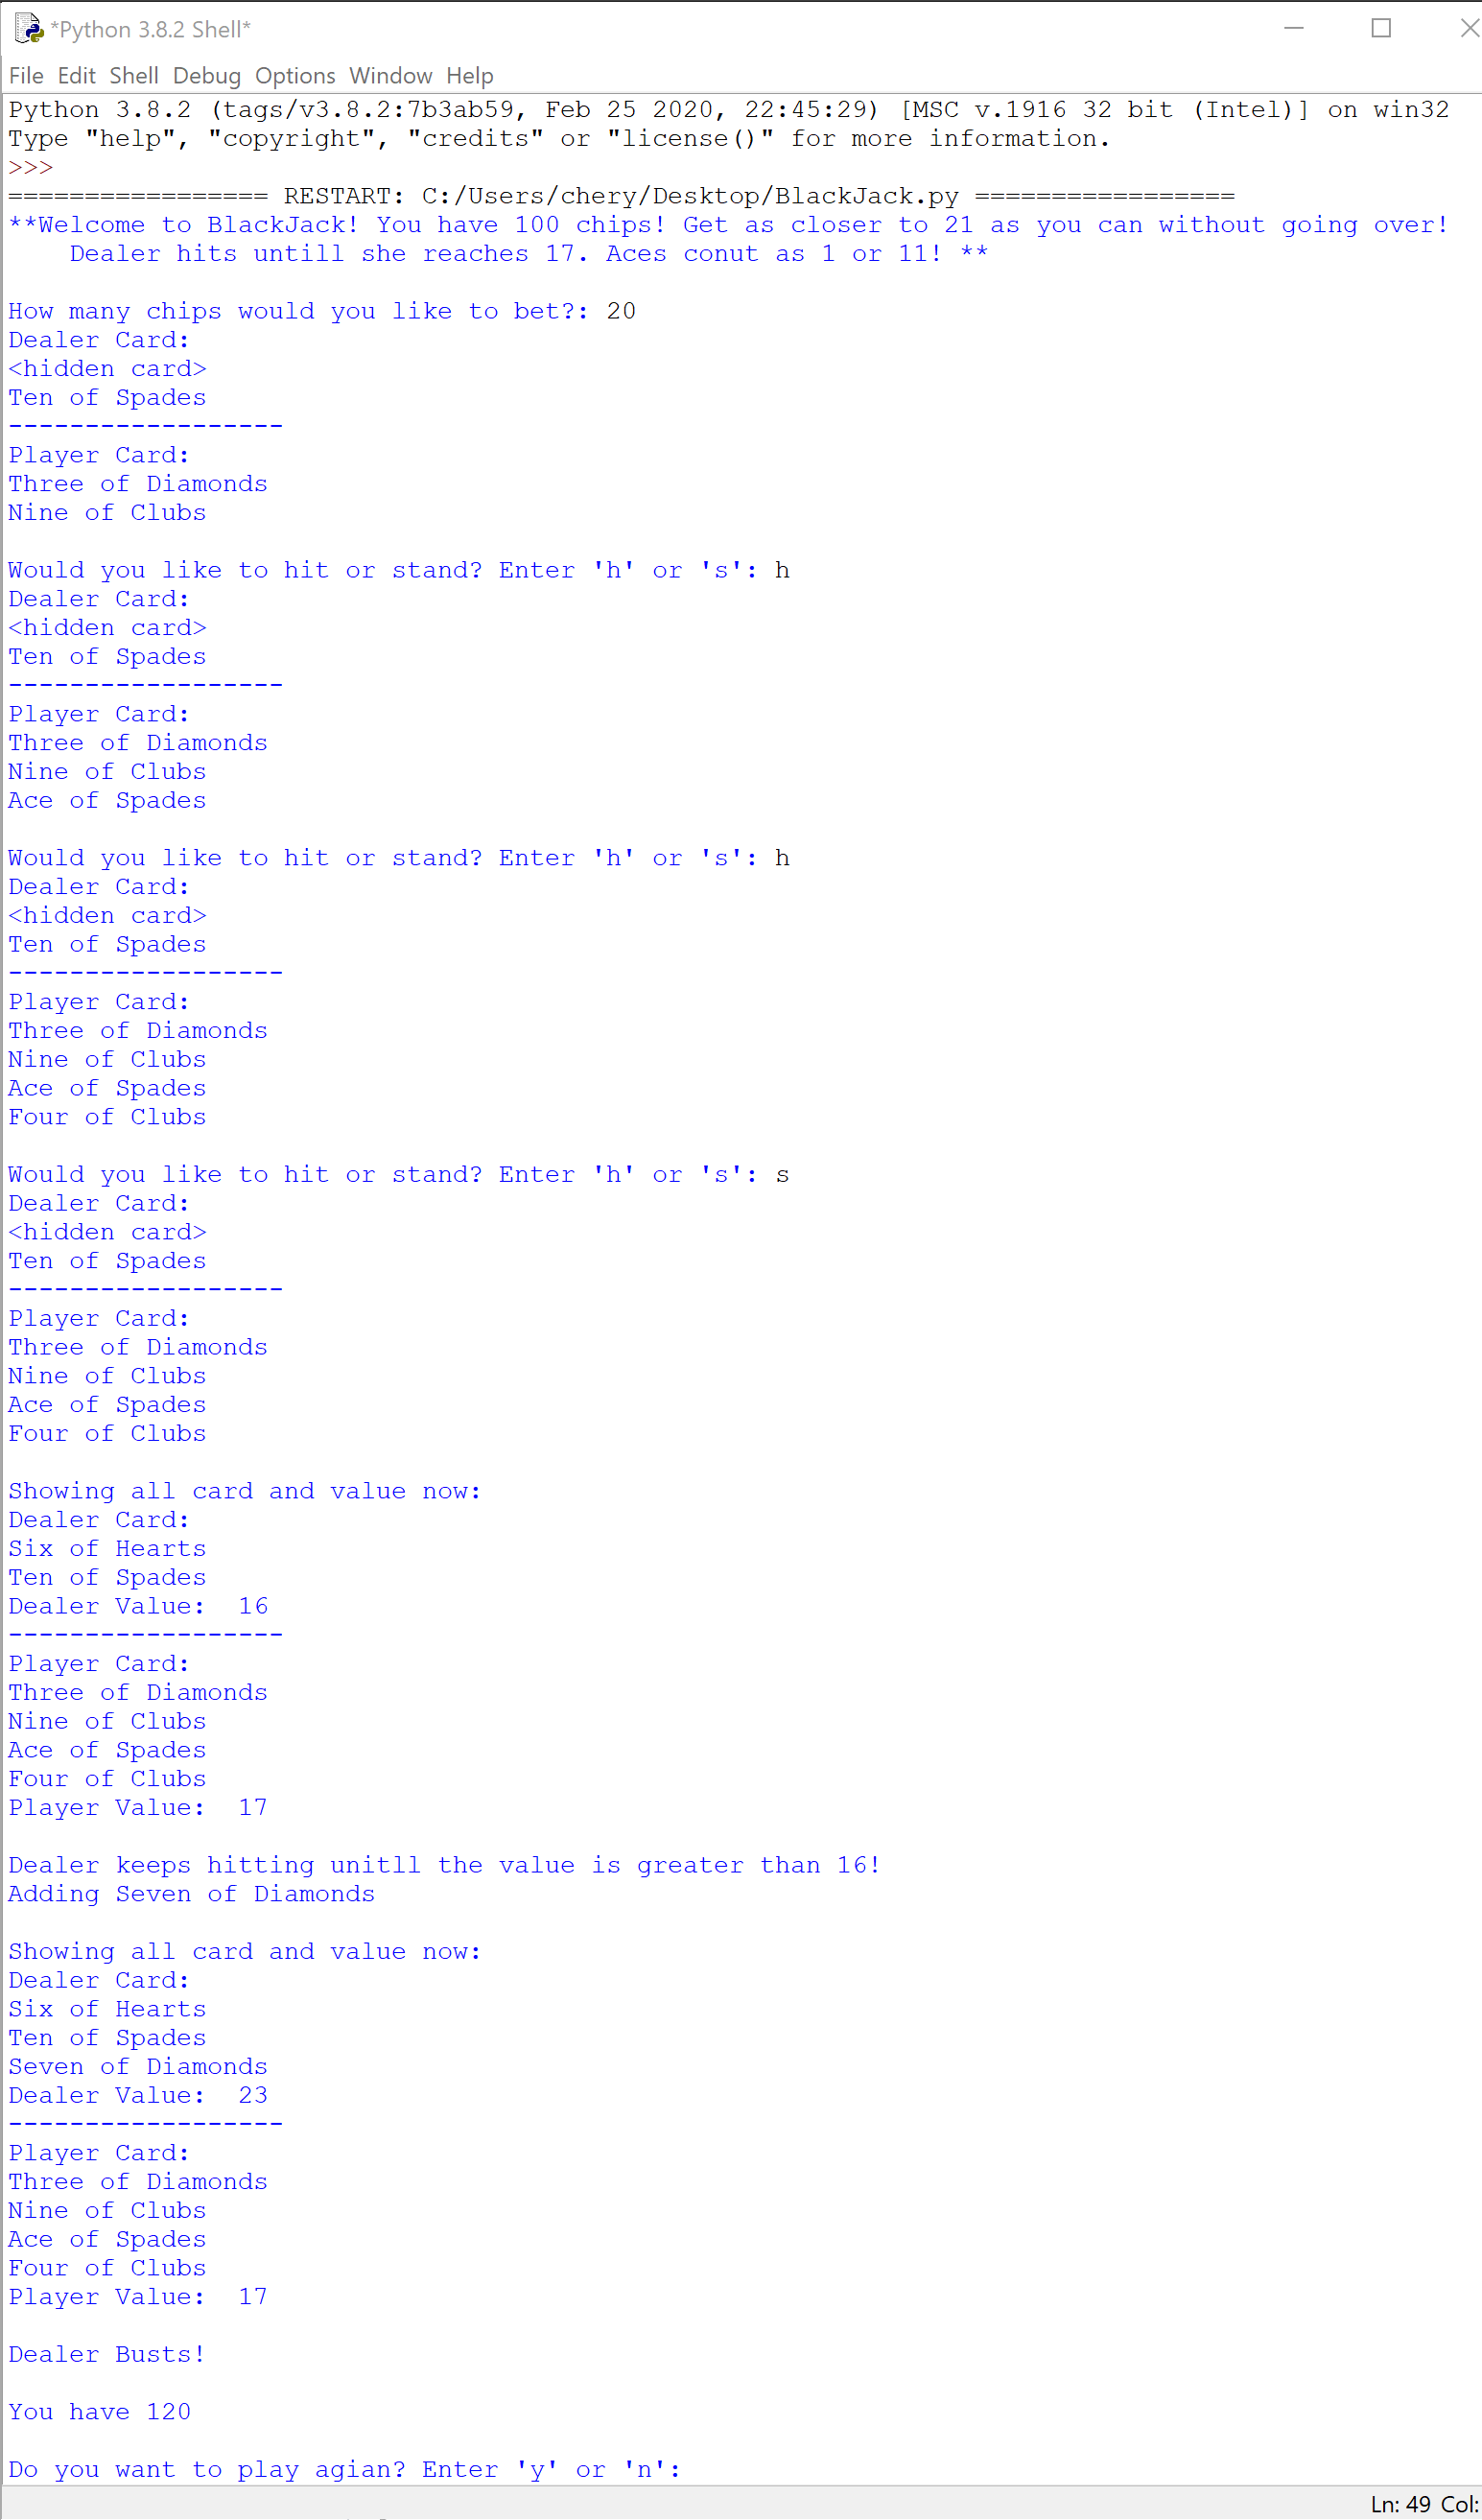 *Python 3.8.2 Shell*
File Edit Shell Debug Options Window Help
Python 3.8.2 (tags/v3.8.2:7b3ab59, Feb 25 2020, 22:45:29) [MSC v.1916 32 bit (Intel)] on win32
Type "help", "copyright", "credits" or "license()" for more information.
>>>
================= RESTART: C:/Users/chery/Desktop/BlackJack.py =================
**Welcome to BlackJack! You have 100 chips! Get as closer to 21 as you can without going over!
    Dealer hits untill she reaches 17. Aces conut as 1 or 11! **

How many chips would you like to bet?: 20
Dealer Card:
<hidden card>
Ten of Spades
------------------
Player Card:
Three of Diamonds
Nine of Clubs

Would you like to hit or stand? Enter 'h' or 's': h
Dealer Card:
<hidden card>
Ten of Spades
------------------
Player Card:
Three of Diamonds
Nine of Clubs
Ace of Spades

Would you like to hit or stand? Enter 'h' or 's': h
Dealer Card:
<hidden card>
Ten of Spades
------------------
Player Card:
Three of Diamonds
Nine of Clubs
Ace of Spades
Four of Clubs

Would you like to hit or stand? Enter 'h' or 's': s
Dealer Card:
<hidden card>
Ten of Spades
------------------
Player Card:
Three of Diamonds
Nine of Clubs
Ace of Spades
Four of Clubs

Showing all card and value now:
Dealer Card:
Six of Hearts
Ten of Spades
Dealer Value:  16
------------------
Player Card:
Three of Diamonds
Nine of Clubs
Ace of Spades
Four of Clubs
Player Value:  17

Dealer keeps hitting unitll the value is greater than 16!
Adding Seven of Diamonds

Showing all card and value now:
Dealer Card:
Six of Hearts
Ten of Spades
Seven of Diamonds
Dealer Value:  23
------------------
Player Card:
Three of Diamonds
Nine of Clubs
Ace of Spades
Four of Clubs
Player Value:  17

Dealer Busts!

You have 120

Do you want to play agian? Enter 'y' or 'n':
Ln: 49 Col: